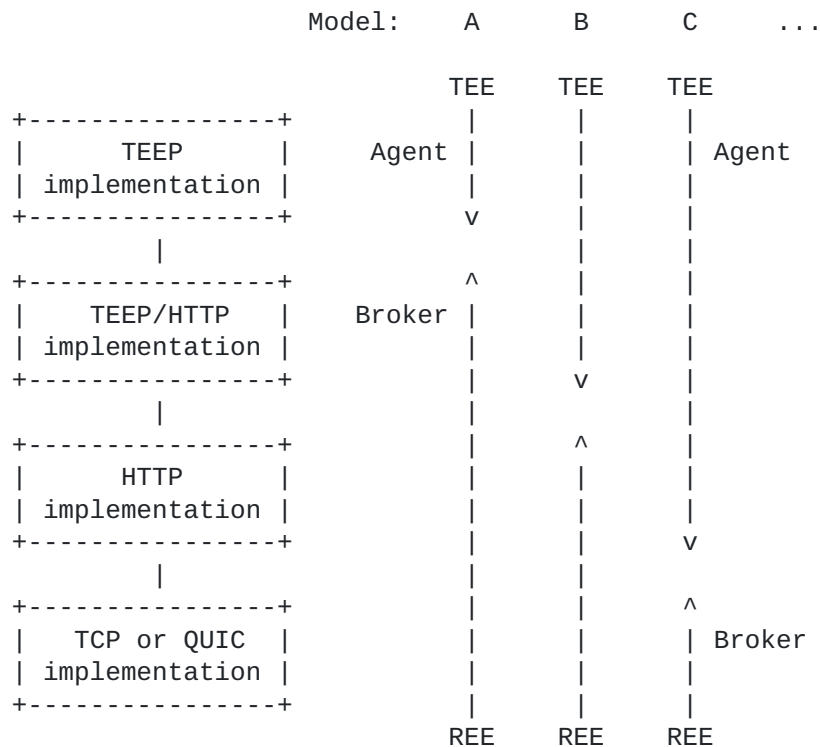 Model: A B C ...
TEE TEE TEE
+----------------+ | | |
| TEEP | Agent | | | Agent
| implementation | | | |
+----------------+ v | |
| | |
+----------------+ ^ | |
| TEEP/HTTP | Broker | | |
| implementation | | | |
+----------------+ | v |
| | |
+----------------+ | ^ |
| HTTP | | | |
| implementation | | | |
+----------------+ | | v
| | |
+----------------+ | | ^
| TCP or QUIC | | | | Broker
| implementation | | | |
+----------------+ | | |
REE REE REE